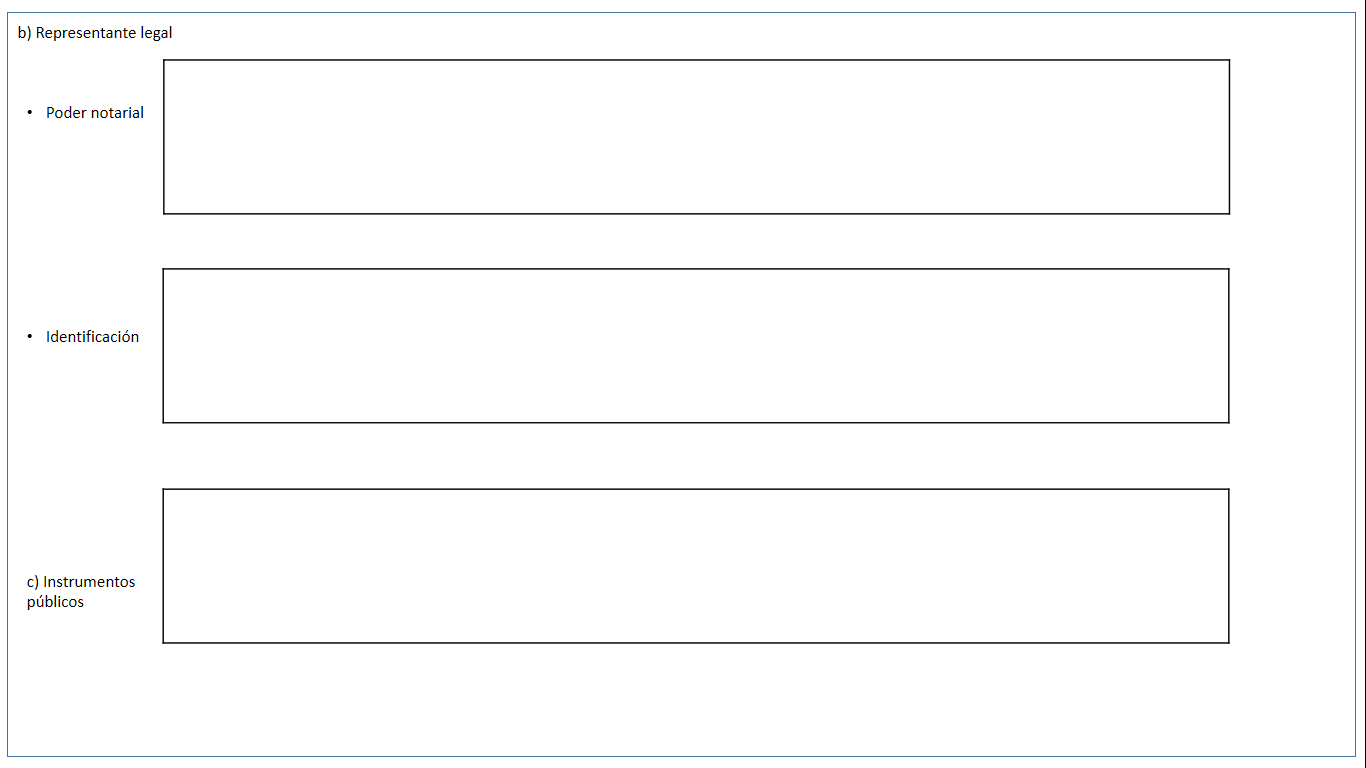 b) Representante legal
• Poder notarial
• Identificación
c) Instrumentos
públicos